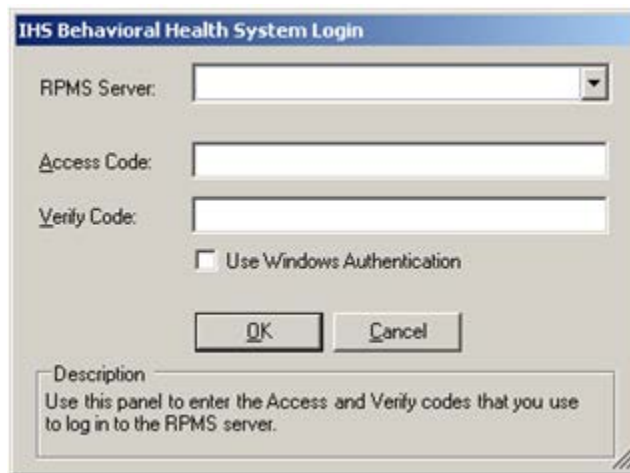 IHS Behavioral Health System Login
RPMS Server:
Access Code:
Verify Code:
Use Windows Authentication
OK Cancel
Description
Use this panel to enter the Access and Verify codes that you use
to log in to the RPMS server.